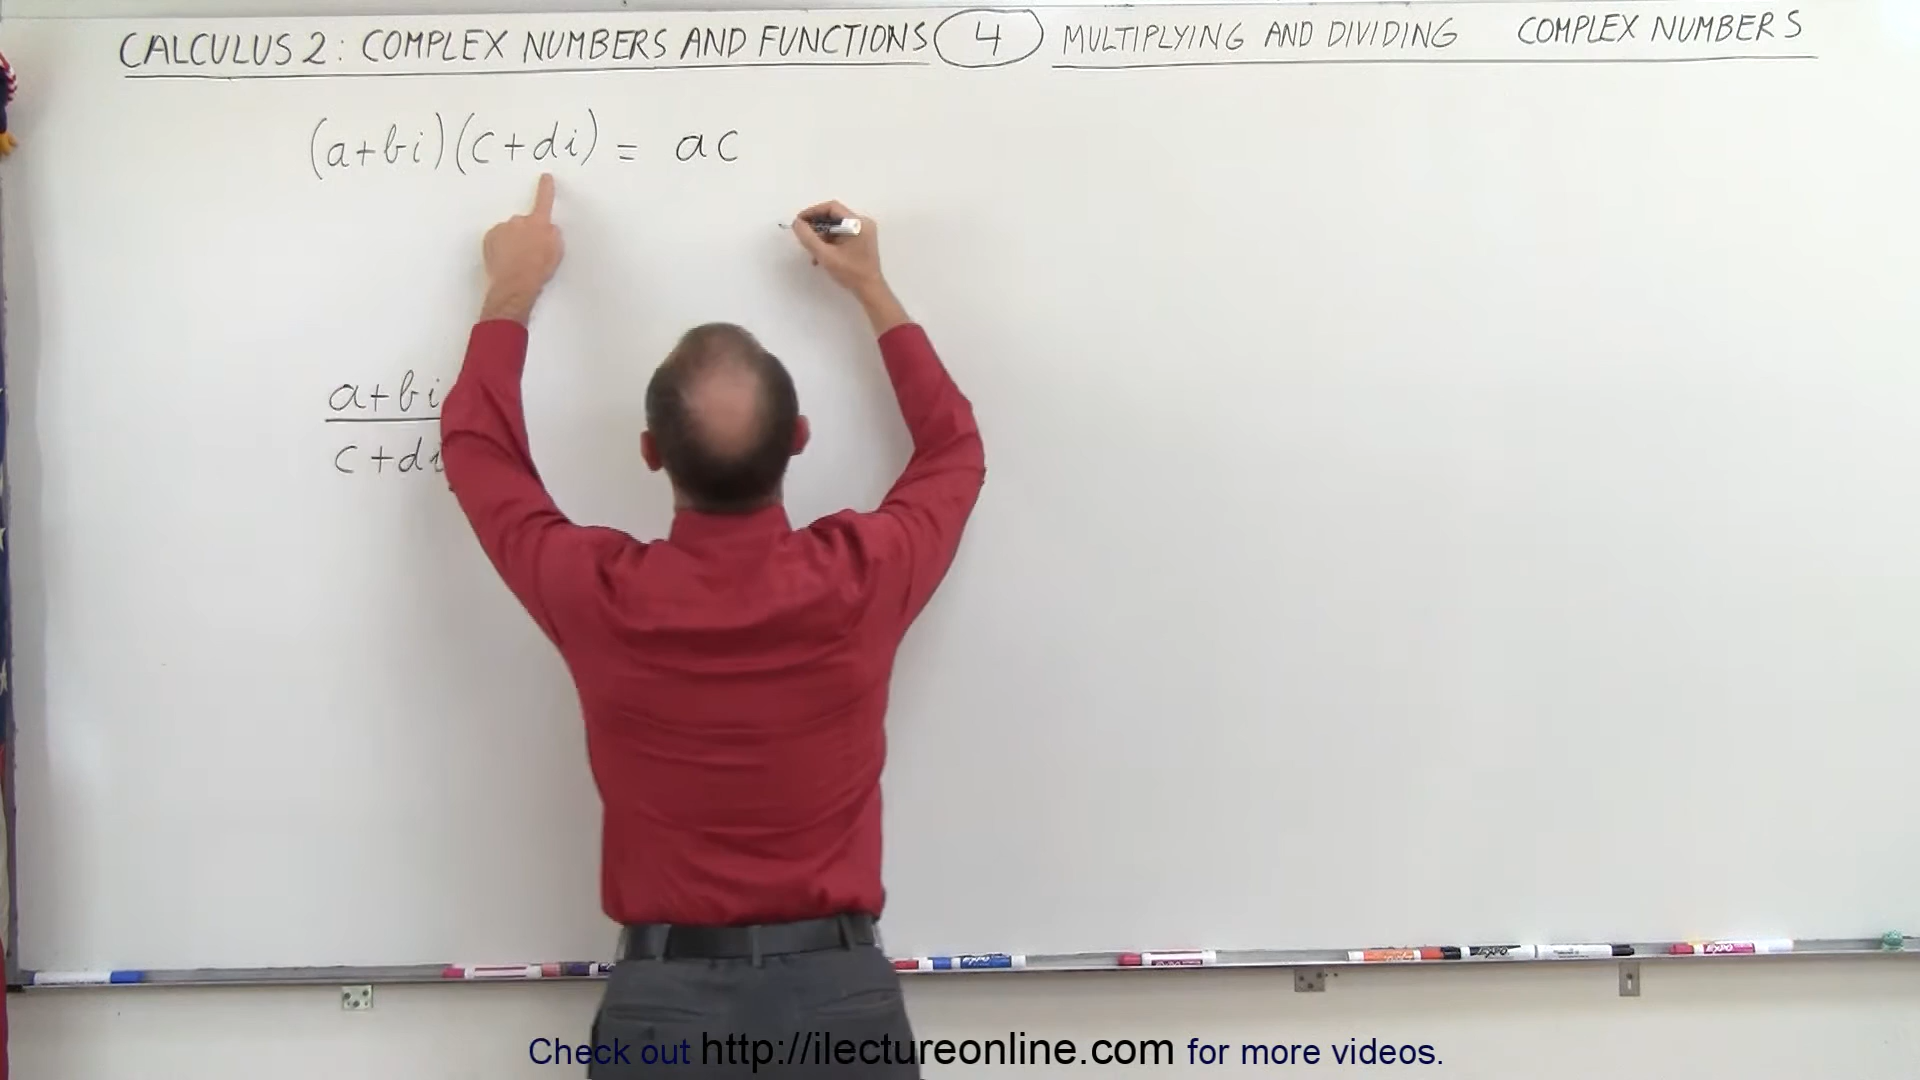 CALCULUS 2: COMPLEX NUMBERS AND FUNCTIONS 4 MULTIPLYING AND DIVIDING COMPLEX NUMBERS
(a+bi)(c+di) = ac
a+bi
c+di
EXPO
Check out http://ilectureonline.com for more videos.